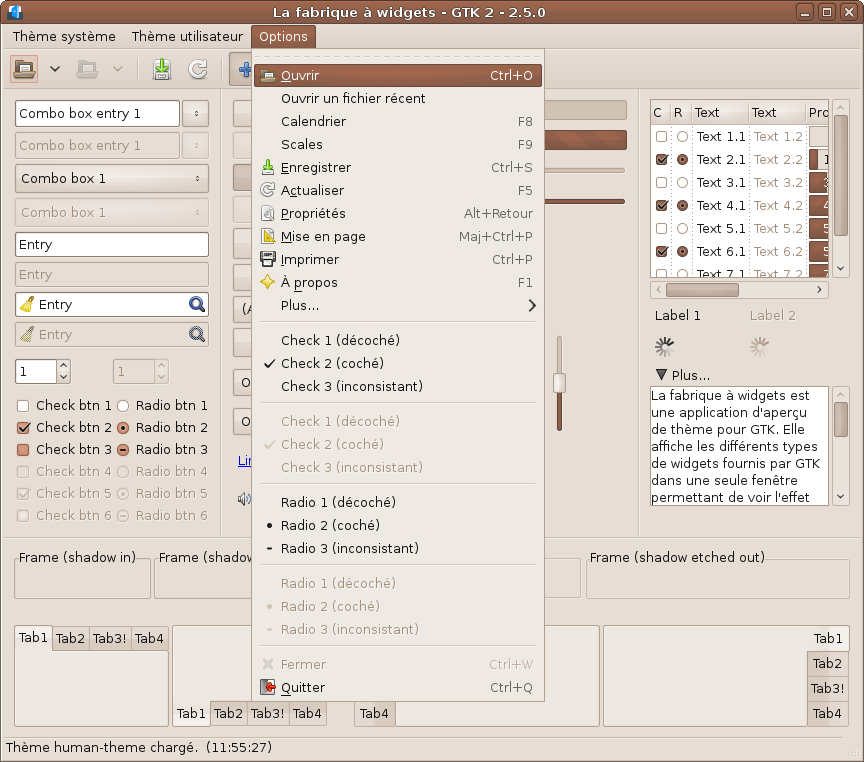 La fabrique à widgets - GTK 2 - 2.5.0
Thème système Thème utilisateur Options
Combo box entry 1
Combo box entry 1
Combo box 1
Combo box 1
Entry
Entry
Entry
Entry
1 1
Check btn 1 Radio btn 1
Check btn 2 Radio btn 2
Check btn 3 Radio btn 3
Check btn 4 Radio btn 4
Check btn 5 Radio btn 5
Check btn 6 Radio btn 6
Ouvrir Ctrl+O
Ouvrir un fichier récent
Calendrier F8
Scales F9
Enregistrer Ctrl+S
Actualiser F5
Propriétés Alt+Retour
Mise en page Maj+Ctrl+P
Imprimer Ctrl+P
À propos F1
Plus...
Check 1 (décoché)
Check 2 (coché)
Check 3 (inconsistant)
Check 1 (décoché)
Check 2 (coché)
Check 3 (inconsistant)
Radio 1 (décoché)
Radio 2 (coché)
Radio 3 (inconsistant)
Radio 1 (décoché)
Radio 2 (coché)
Radio 3 (inconsistant)
Fermer Ctrl+W
Quitter Ctrl+Q
C R Text Text Pro
Text 1.1 Text 1.2
Text 2.1 Text 2.2
Text 3.1 Text 3.2
Text 4.1 Text 4.2
Text 5.1 Text 5.2
Text 6.1 Text 6.2
Text 7.1 Text 7.2
Label 1 Label 2
Plus...
La fabrique à widgets est
une application d'aperçu
de thème pour GTK. Elle
affiche les différents types
de widgets fournis par GTK
dans une seule fenêtre
permettant de voir l'effet
Frame (shadow in) Frame (shadow Frame (shadow etched out)
Tab1 Tab2 Tab3! Tab4
Tab1 Tab2 Tab3! Tab4
Tab4
Tab1
Tab2
Tab3!
Tab4
Thème human-theme chargé. (11:55:27)